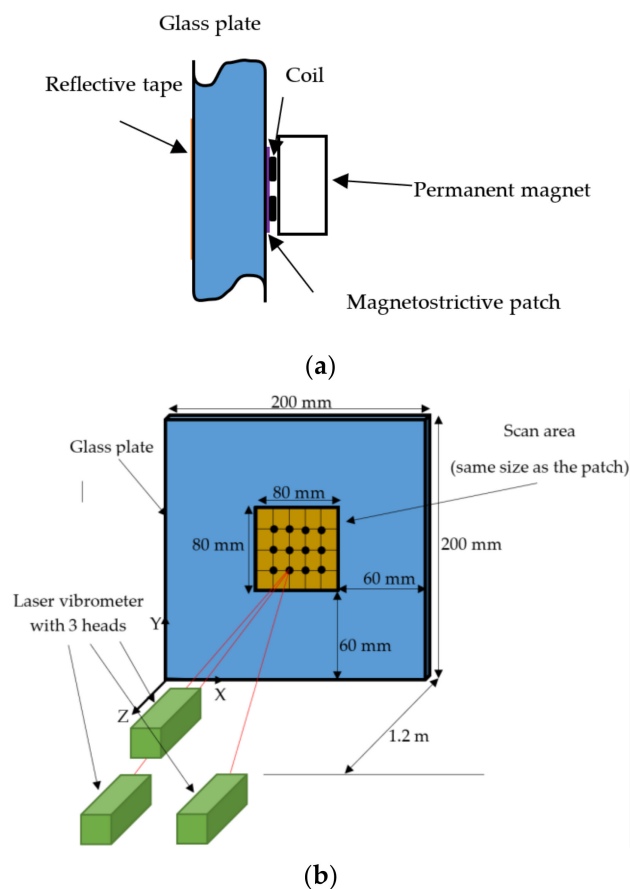 Glass plate
Coil
Reflective tape
Permanent magnet
Magnetostrictive patch
(a)
200 mm
Glass plate
Scan area
(same size as the patch)
80 mm
80 mm
200 mm
60 mm
Laser vibrometer
with 3 heads
Y
60 mm
X
Z
1.2 m
(b)